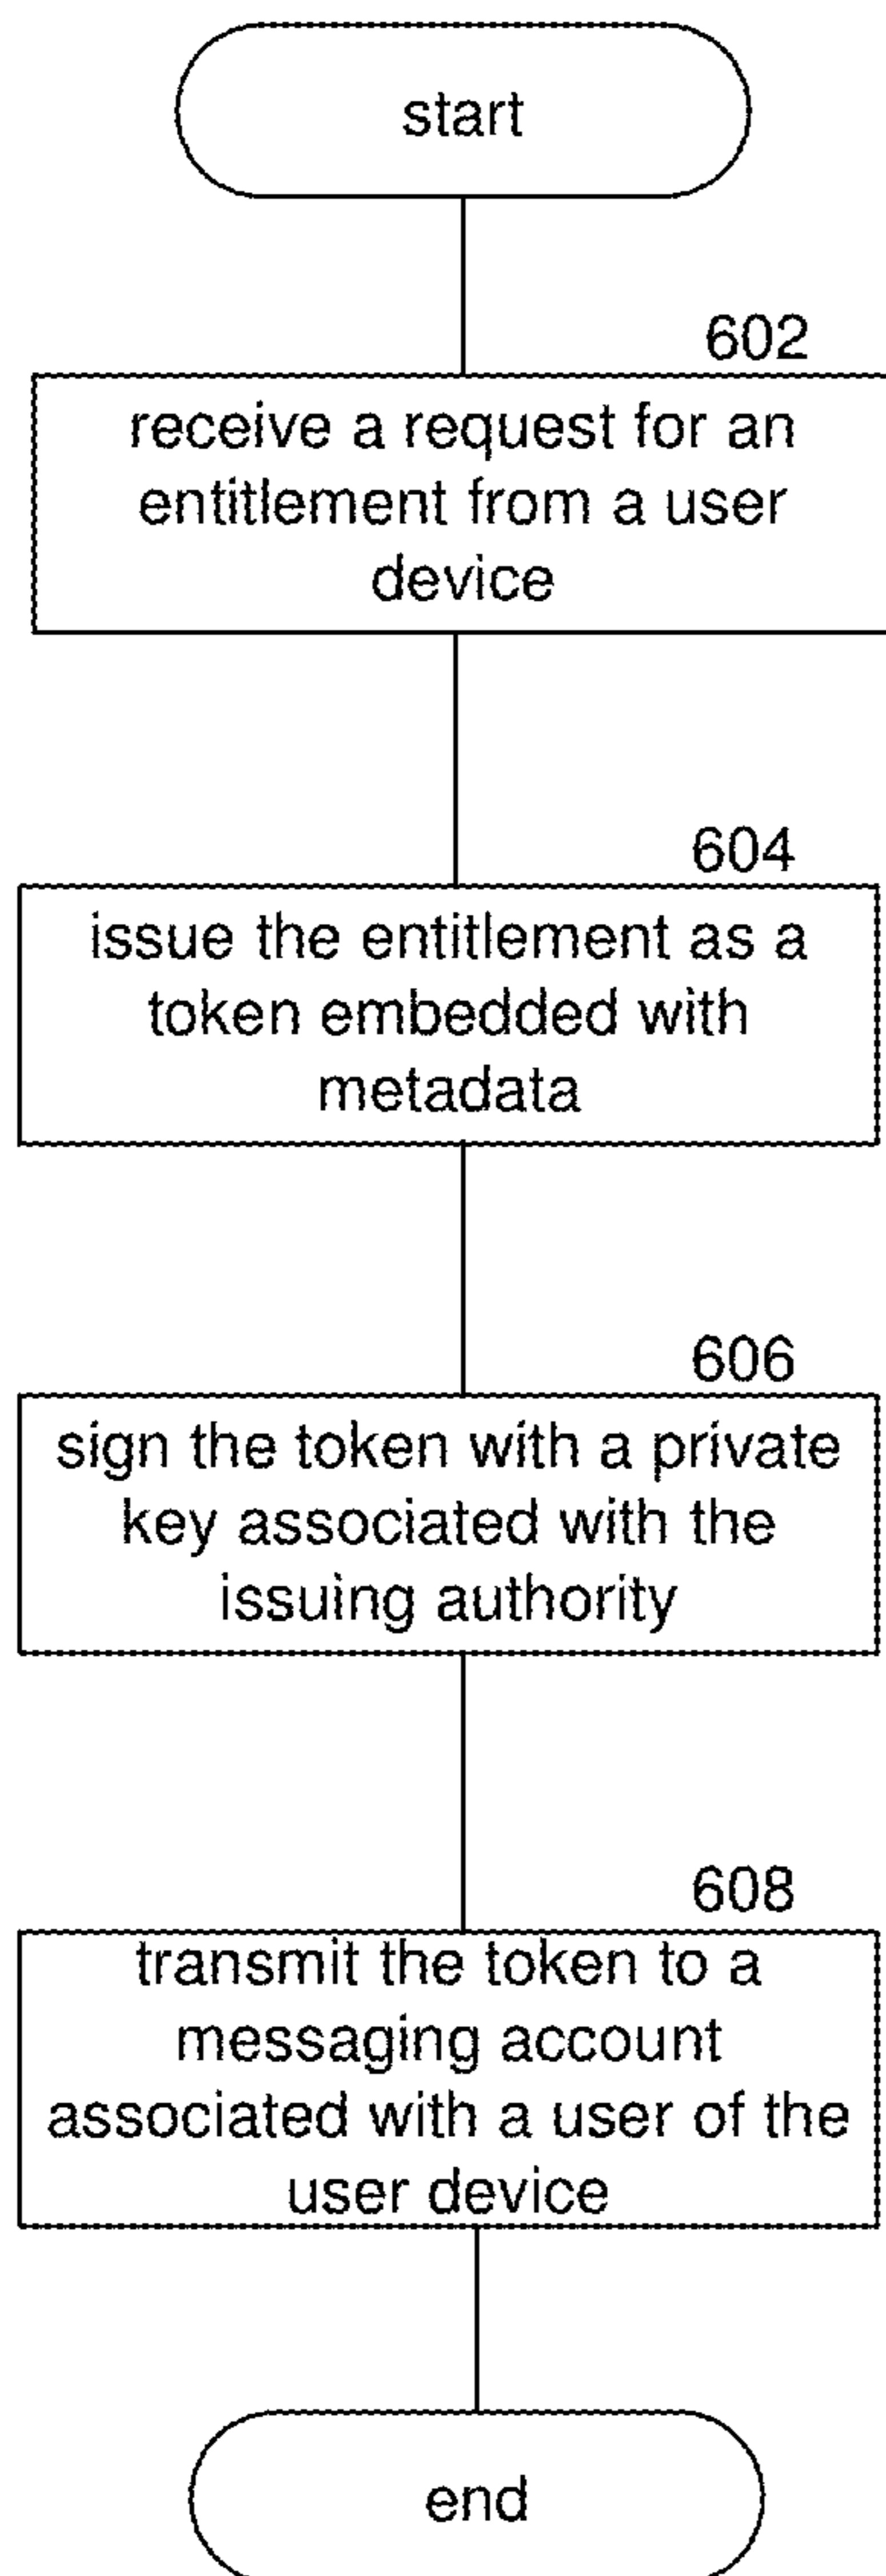 start
602
receive a request for an
entitlement from a user
device
604
issue the entitlement as a
token embedded with
metadata
606
sign the token with a private
key associated with the
issuing authority
608
transmit the token to a
messaging account
associated with a user of the
user device
end